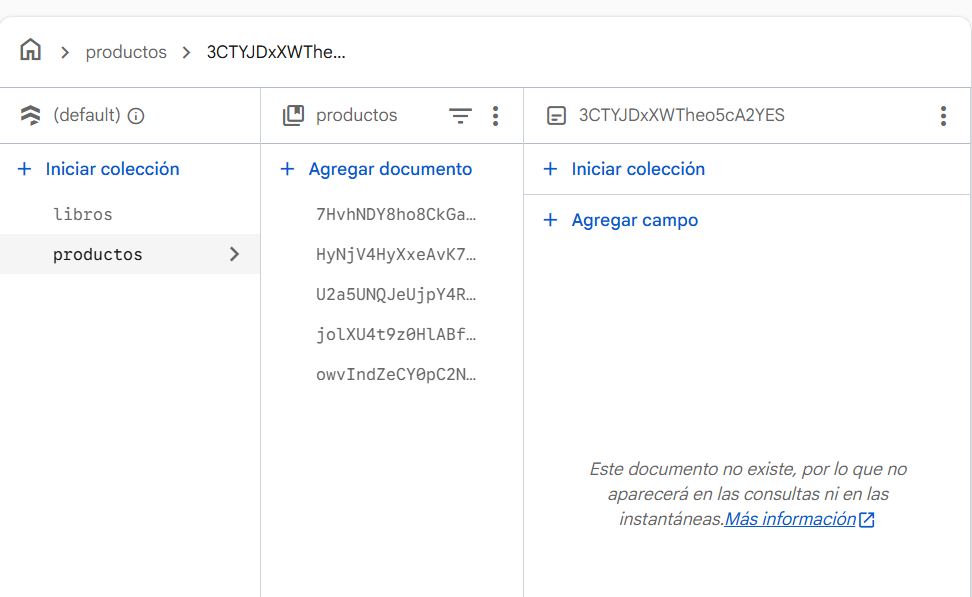 productos
3CTYJDxXWThe...
(default)
productos
3CTYJDxXWTheo5cA2YES
Iniciar colección
libros
productos
Agregar documento
7HvhNDY8ho8CkGa…
HyNjV4HyXxeAvK7…
U2a5UNQJeUjpY4R…
jolXU4t9z0HlABf…
owvIndZeCY0pC2N…
Iniciar colección
Agregar campo
Este documento no existe, por lo que no
aparecerá en las consultas ni en las
instantáneas.Más información